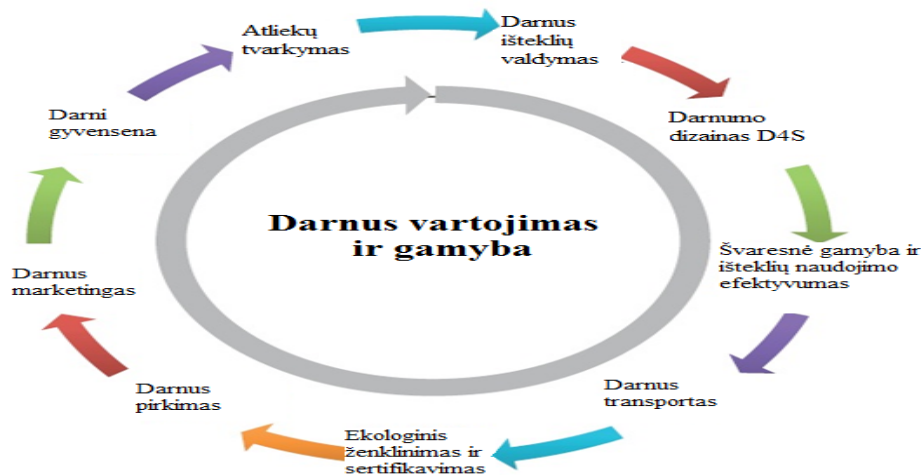 Darnus vartojimas
ir gamyba
Darnus
išteklių
valdymas
Darnumo
dizainas D4S
Švaresnė gamyba ir
išteklių naudojimo
efektyvumas
Darnus
transportas
Ekologinis
ženklinimas ir
sertifikavimas
Darnus
pirkimas
Darnus
marketingas
Darni
gyvensena
Atliekų
tvarkymas